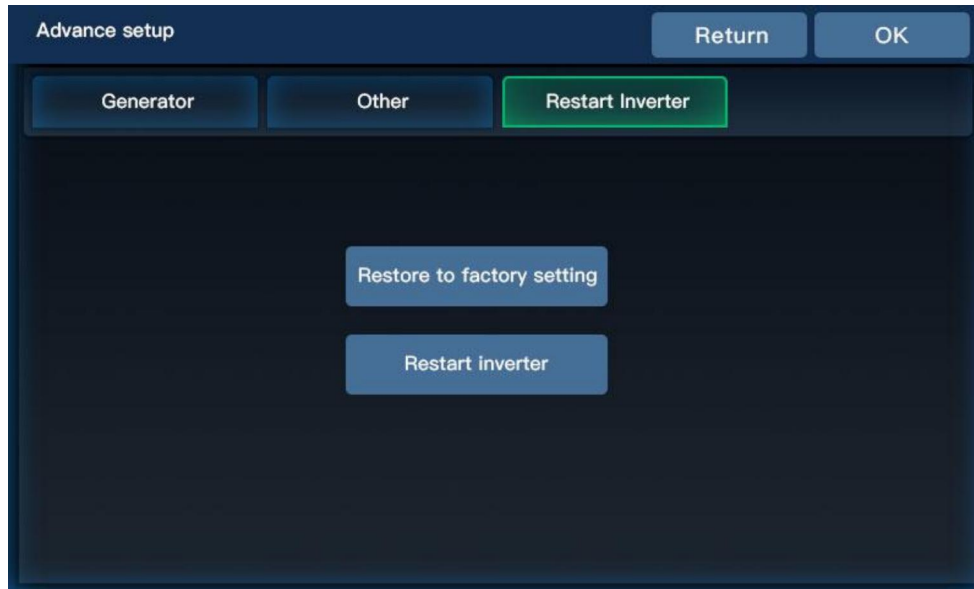 Advance setup
Return
OK
Generator
Other
Restart Inverter
Restore to factory setting
Restart inverter